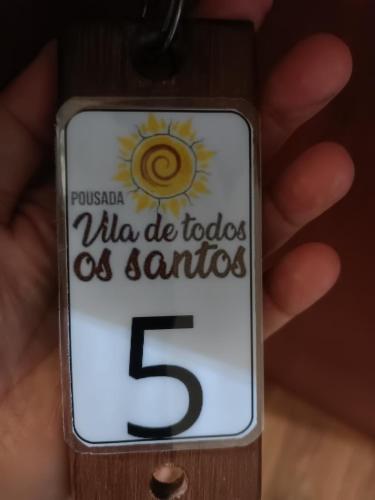 POUSADA
Vila de todos
os santos
5